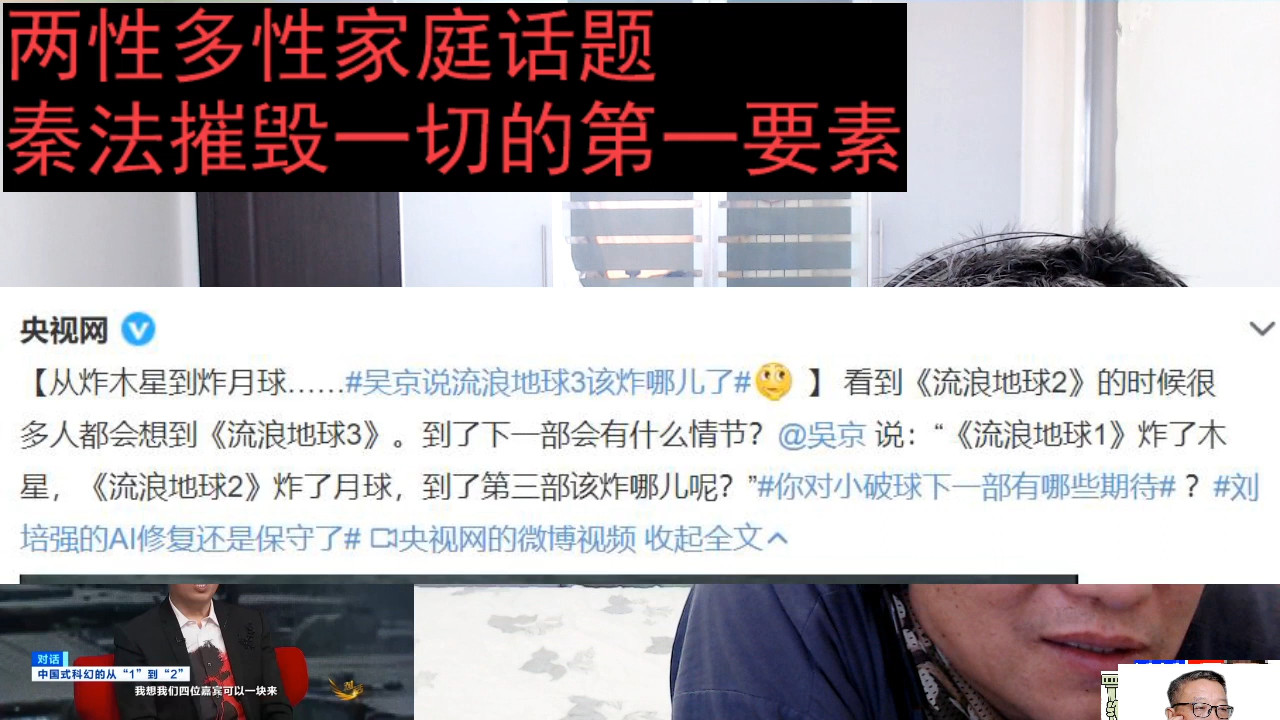 两性多性家庭话题
秦法摧毁一切的第一要素
央视网
【从炸木星到炸月球……#吴京说流浪地球3该炸哪儿了# 】 看到《流浪地球2》的时候很
多人都会想到《流浪地球3》。到了下一部会有什么情节？@吳京 说：“《流浪地球1》炸了木
星，《流浪地球2》炸了月球，到了第三部该炸哪儿呢？”#你对小破球下一部有哪些期待#？#刘
培强的AI修复还是保守了# 央视网的微博视频 收起全文
对话
中国式科幻的从“1”到“2”
我想我们四位嘉宾可以一块来